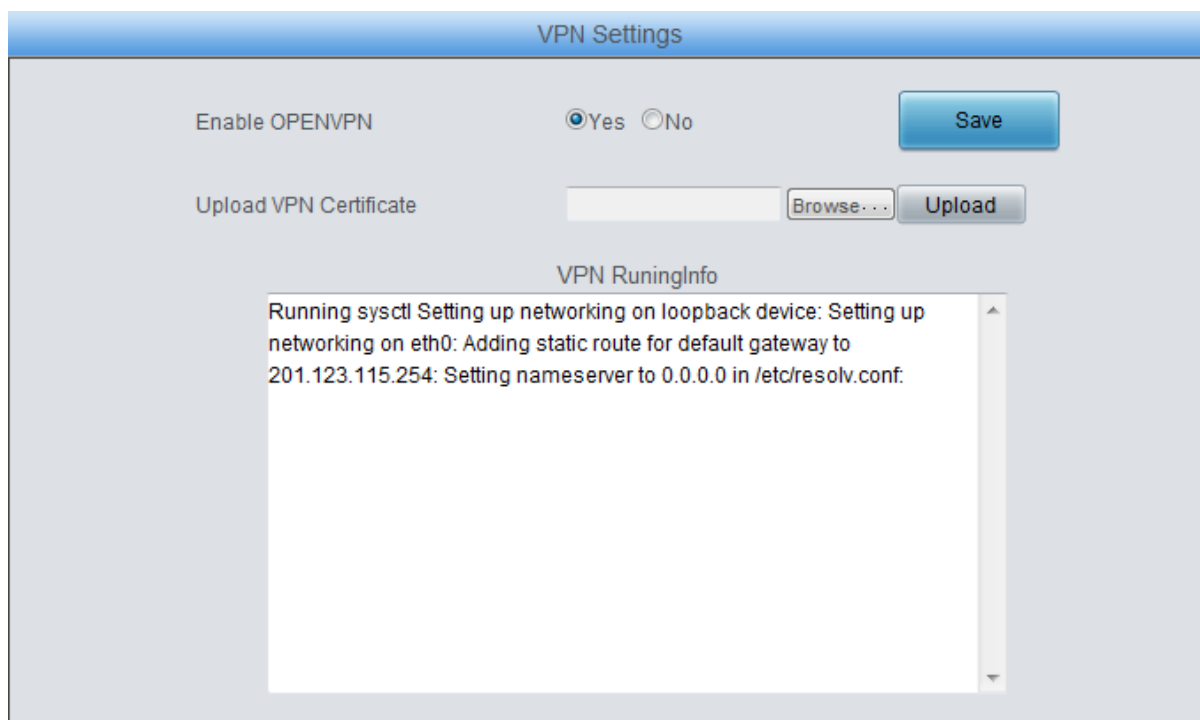 VPN Settings
Enable OPENVPN Yes No Save
Upload VPN Certificate Browse... Upload
VPN RuningInfo
Running sysctl Setting up networking on loopback device: Setting up
networking on eth0: Adding static route for default gateway to
201.123.115.254: Setting nameserver to 0.0.0.0 in /etc/resolv.conf: